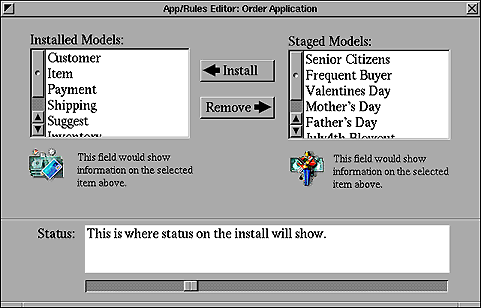 App/Rules Editor: Order Application
Installed Models:
Customer
Item
Payment
Shipping
Suggest
Inventory
Install
Remove
Staged Models:
Senior Citizens
Frequent Buyer
Valentines Day
Mother's Day
Father's Day
July4th Blowout
This field would show
information on the selected
item above.
This field would show
information on the selected
item above.
Status:
This is where status on the install will show.